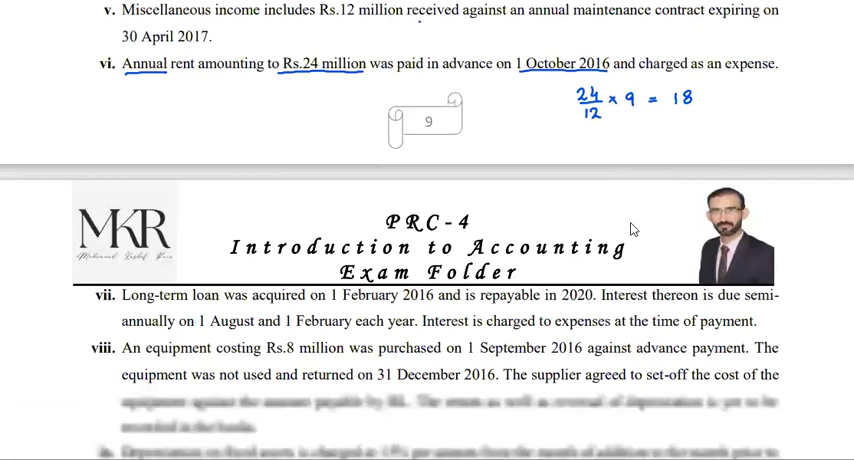 v. Miscellaneous income includes Rs.12 million received against an annual maintenance contract expiring on
30 April 2017.
vi. Annual rent amounting to Rs.24 million was paid in advance on 1 October 2016 and charged as an expense.
24/12 × 9 = 18
9
MKR
PRC-4
Introduction to Accounting
Exam Folder
vii. Long-term loan was acquired on 1 February 2016 and is repayable in 2020. Interest thereon is due semi-
annually on 1 August and 1 February each year. Interest is charged to expenses at the time of payment.
viii. An equipment costing Rs.8 million was purchased on 1 September 2016 against advance payment. The
equipment was not used and returned on 31 December 2016. The supplier agreed to set-off the cost of the